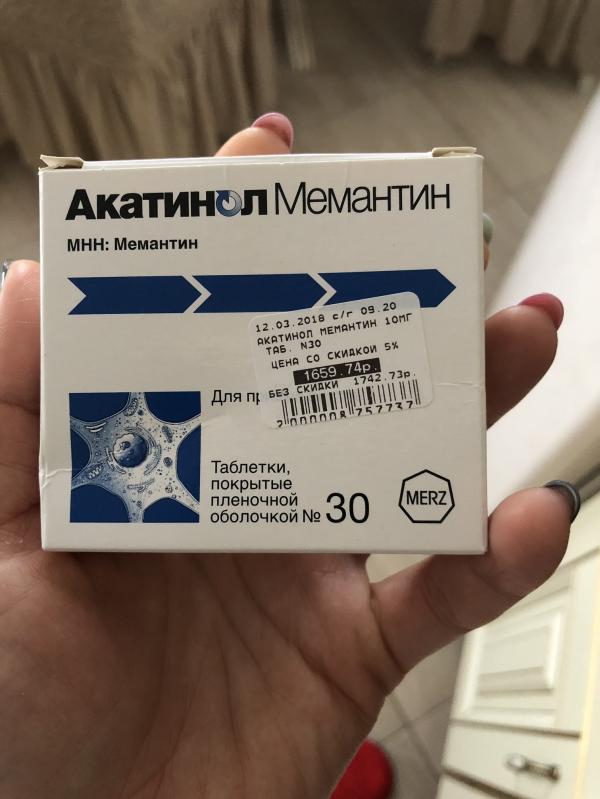 Акатинол Мемантин
МНН: Мемантин
12.03.2018 с/г 09.20
АКАТИНОЛ МЕМАНТИН 10МГ
ТАБ. N30
ЦЕНА СО СКИДКОЙ 5%
1659.74р.
БЕЗ СКИДКИ 1742.73р.
2000008757737
Для
Таблетки,
покрытые
пленочной
оболочкой № 30
MERZ